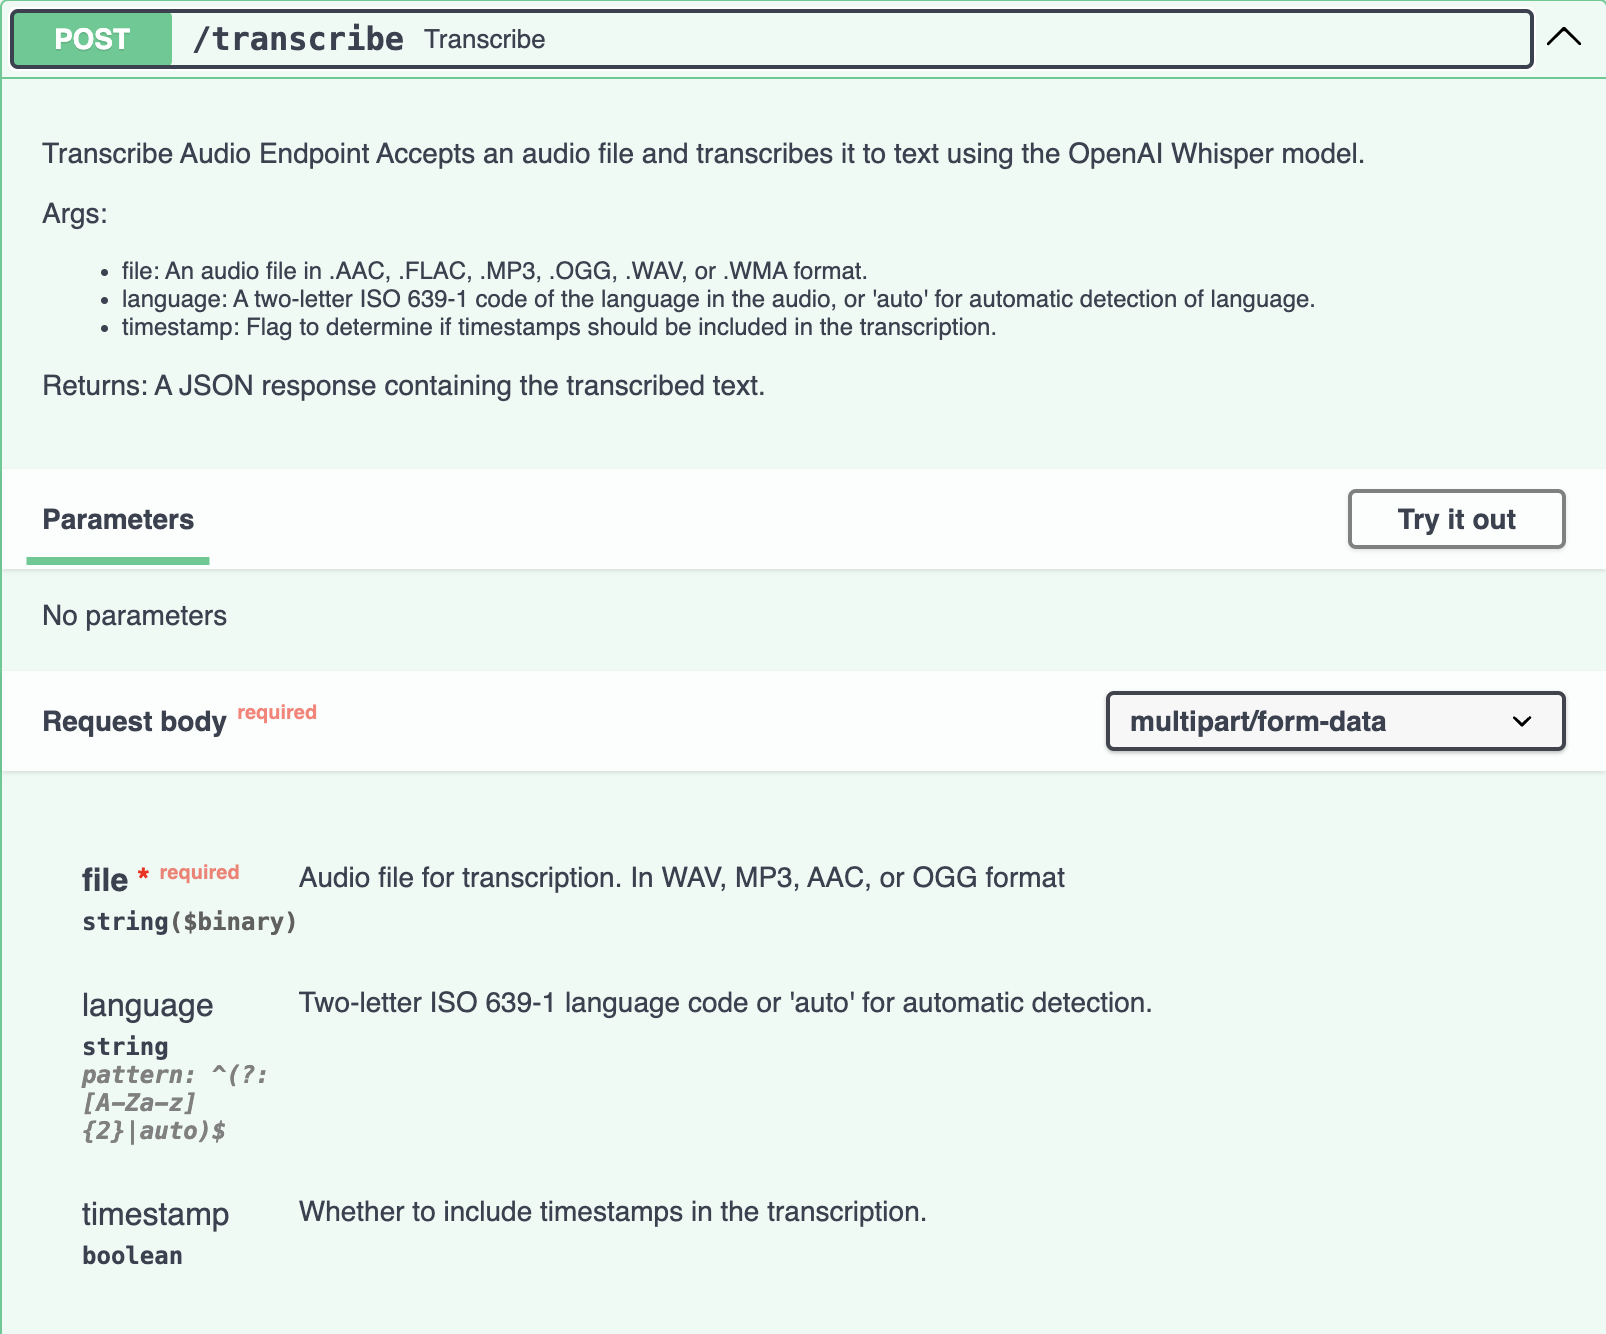 POST /transcribe Transcribe
Transcribe Audio Endpoint Accepts an audio file and transcribes it to text using the OpenAI Whisper model.
Args:
• file: An audio file in .AAC, .FLAC, .MP3, .OGG, .WAV, or .WMA format.
• language: A two-letter ISO 639-1 code of the language in the audio, or 'auto' for automatic detection of language.
• timestamp: Flag to determine if timestamps should be included in the transcription.
Returns: A JSON response containing the transcribed text.
Parameters
Try it out
No parameters
Request body required
multipart/form-data
file * required
string($binary)
Audio file for transcription. In WAV, MP3, AAC, or OGG format
language
string
pattern: ^(?:
[A-Za-z]
{2}|auto)$
Two-letter ISO 639-1 language code or 'auto' for automatic detection.
timestamp
boolean
Whether to include timestamps in the transcription.